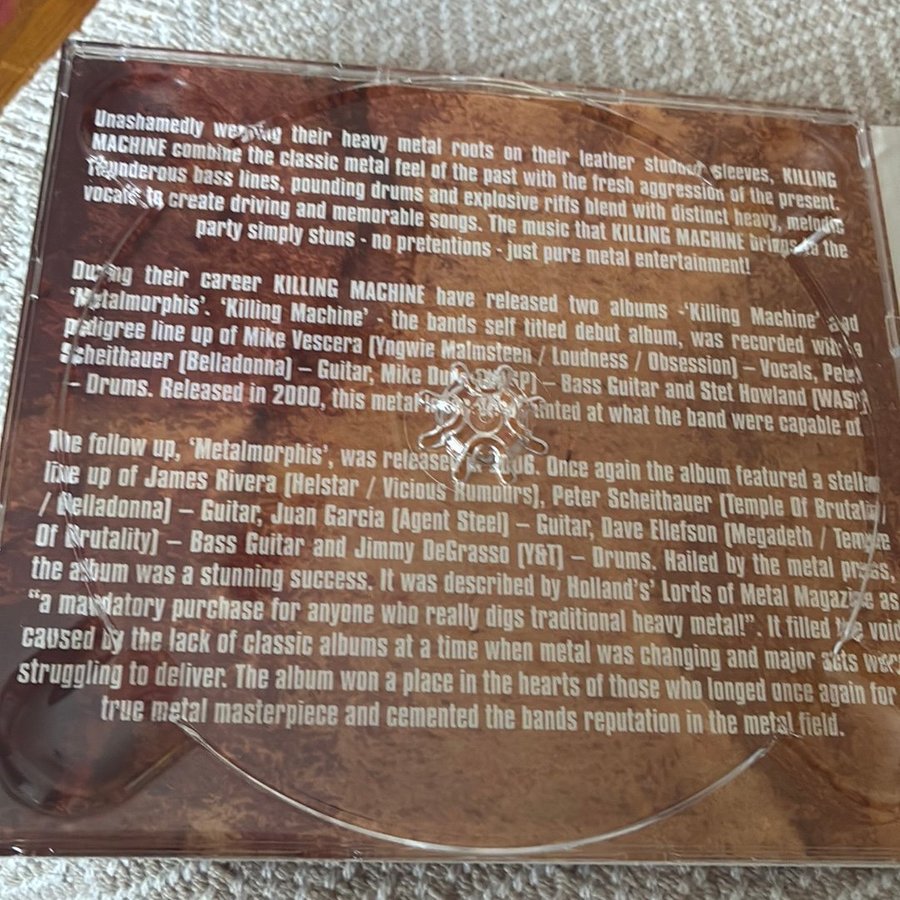 Unashamedly wearing their heavy metal roots on their leather studded sleeves, KILLING
MACHINE combine the classic metal feel of the past with the fresh aggression of the present.
Thunderous bass lines, pounding drums and explosive riffs blend with distinct heavy, melodic
vocals to create driving and memorable songs. The music that KILLING MACHINE brings to the
party simply stuns - no pretentions - just pure metal entertainment!
During their career KILLING MACHINE have released two albums -'Killing Machine' and
'Metalmorphis'. 'Killing Machine' - the bands self titled debut album, was recorded with a
pedigree line up of Mike Vescera (Yngwie Malmsteen / Loudness / Obsession) – Vocals, Peter
Scheithauer (Belladonna) – Guitar, Mike – Bass Guitar and Stet Howland (WASP)
– Drums. Released in 2000, this metal hinted at what the band were capable of.
The follow up, 'Metalmorphis', was released Once again the album featured a stellar
line up of James Rivera (Helstar / Vicious Rumours), Peter Scheithauer (Temple Of Brutality
/ Belladonna) – Guitar, Juan Garcia (Agent Steel) – Guitar, Dave Ellefson (Megadeth / Temple
Of Brutality) – Bass Guitar and Jimmy DeGrasso (Y&T) – Drums. Hailed by the metal press,
the album was a stunning success. It was described by Holland's' Lords of Metal Magazine as
"a mandatory purchase for anyone who really digs traditional heavy metal!". It filled the void
caused by the lack of classic albums at a time when metal was changing and major acts were
struggling to deliver. The album won a place in the hearts of those who longed once again for
true metal masterpiece and cemented the bands reputation in the metal field.